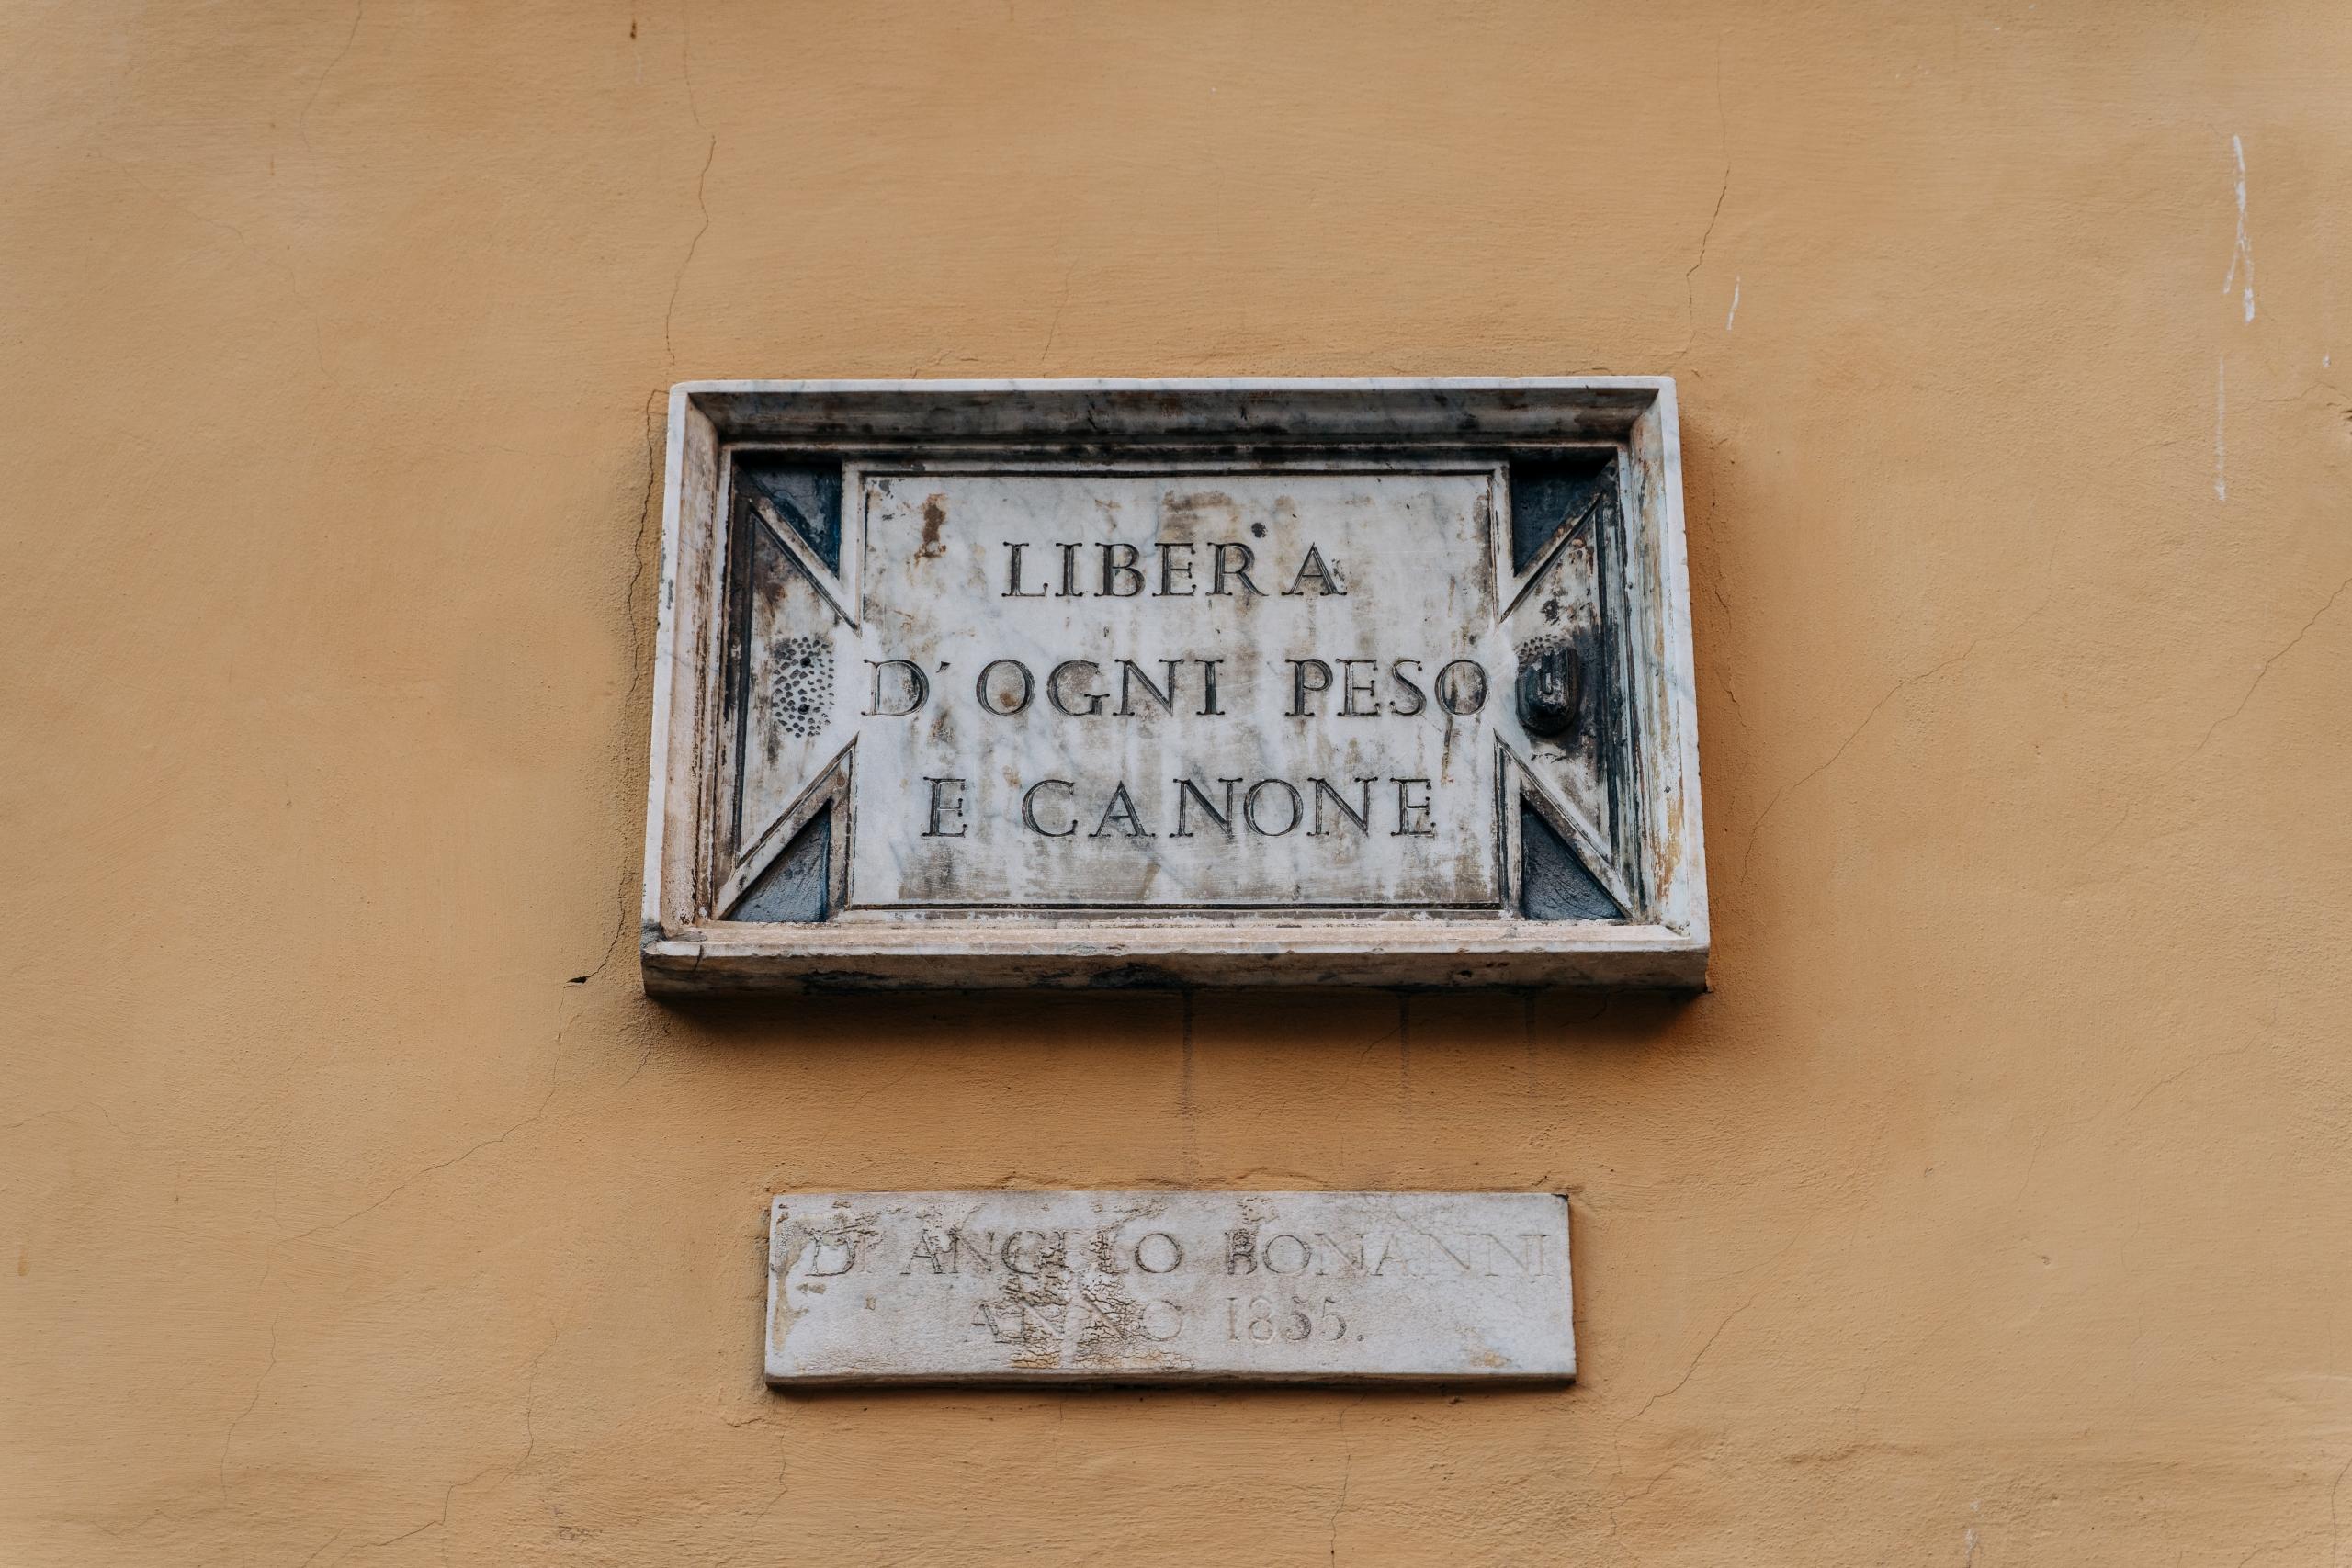 LIBERA
D'OGNI PESO
E CANONE
DI ANGELO BONANNI
ANNO 1855.